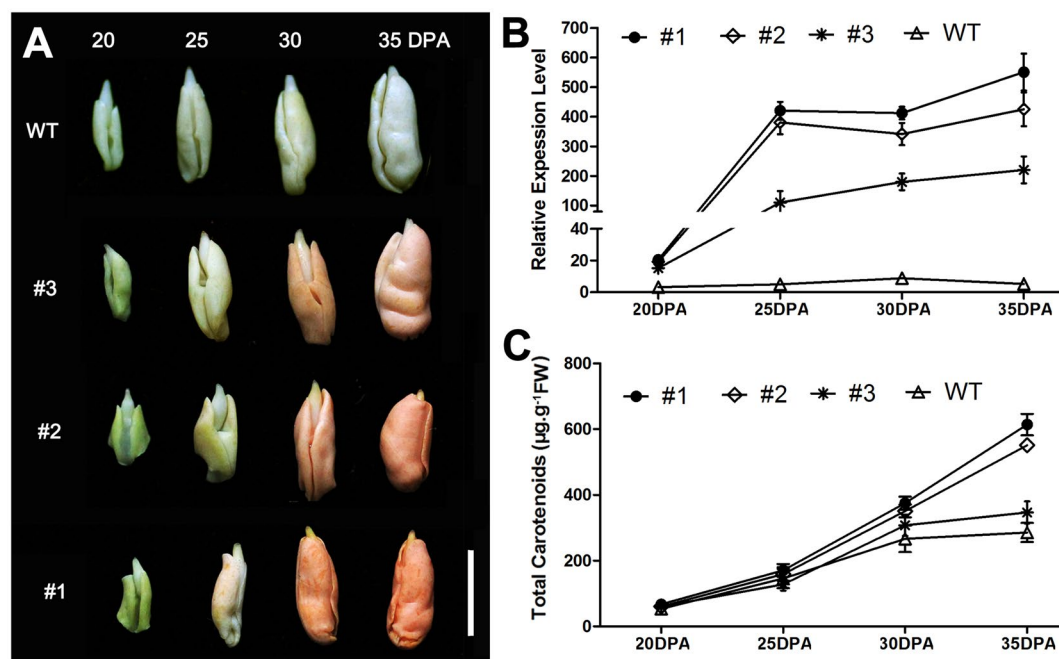 A
20 25 30 35 DPA
WT
#3
#2
#1
B
#1 #2 #3 WT
Relative Expession Level
700
600
500
400
300
200
100
40
20
0
20DPA 25DPA 30DPA 35DPA
C
#1 #2 #3 WT
Total Carotenoids (µg.g-1FW)
800
600
400
200
0
20DPA 25DPA 30DPA 35DPA